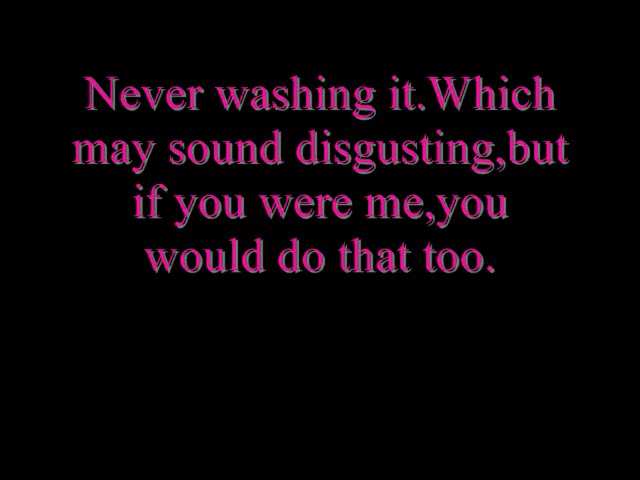 Never washing it.Which
may sound disgusting,but
if you were me,you
would do that too.